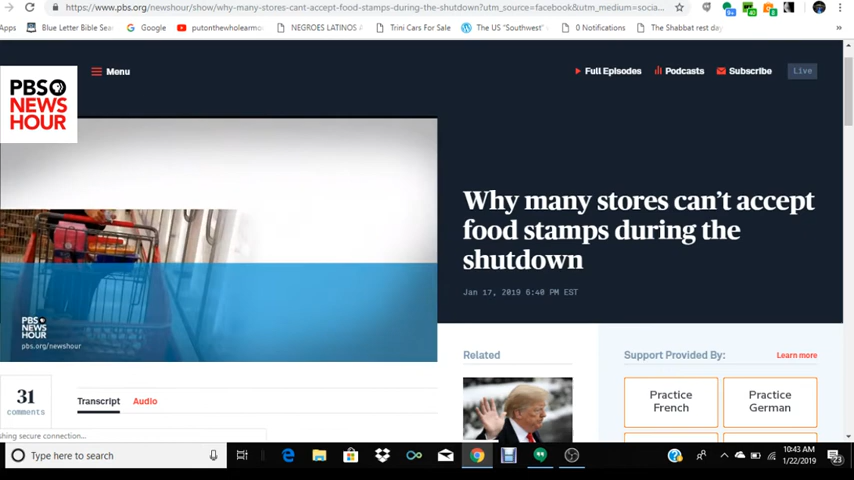 https://www.pbs.org/newshour/show/why-many-stores-cant-accept-food-stamps-during-the-shutdown?utm_source=facebook&utm_medium=socia...
apps
Blue Letter Bible Sea
Google
putonthewholearmo
NEGROES LATINOS A
Trini Cars For Sale
The US "Southwest"
0 Notifications
The Shabbat rest day
»
PBS
NEWS
HOUR
Menu
Full Episodes
Podcasts
Subscribe
Live
Why many stores can't accept
food stamps during the
shutdown
Jan 17, 2019 6:40 PM EST
PBS
NEWS
HOUR
pbs.org/newshour
31
comments
Transcript
Audio
Related
Support Provided By:
Learn more
Practice
French
Practice
German
shing secure connection...
Type here to search
10:43 AM
1/22/2019
23